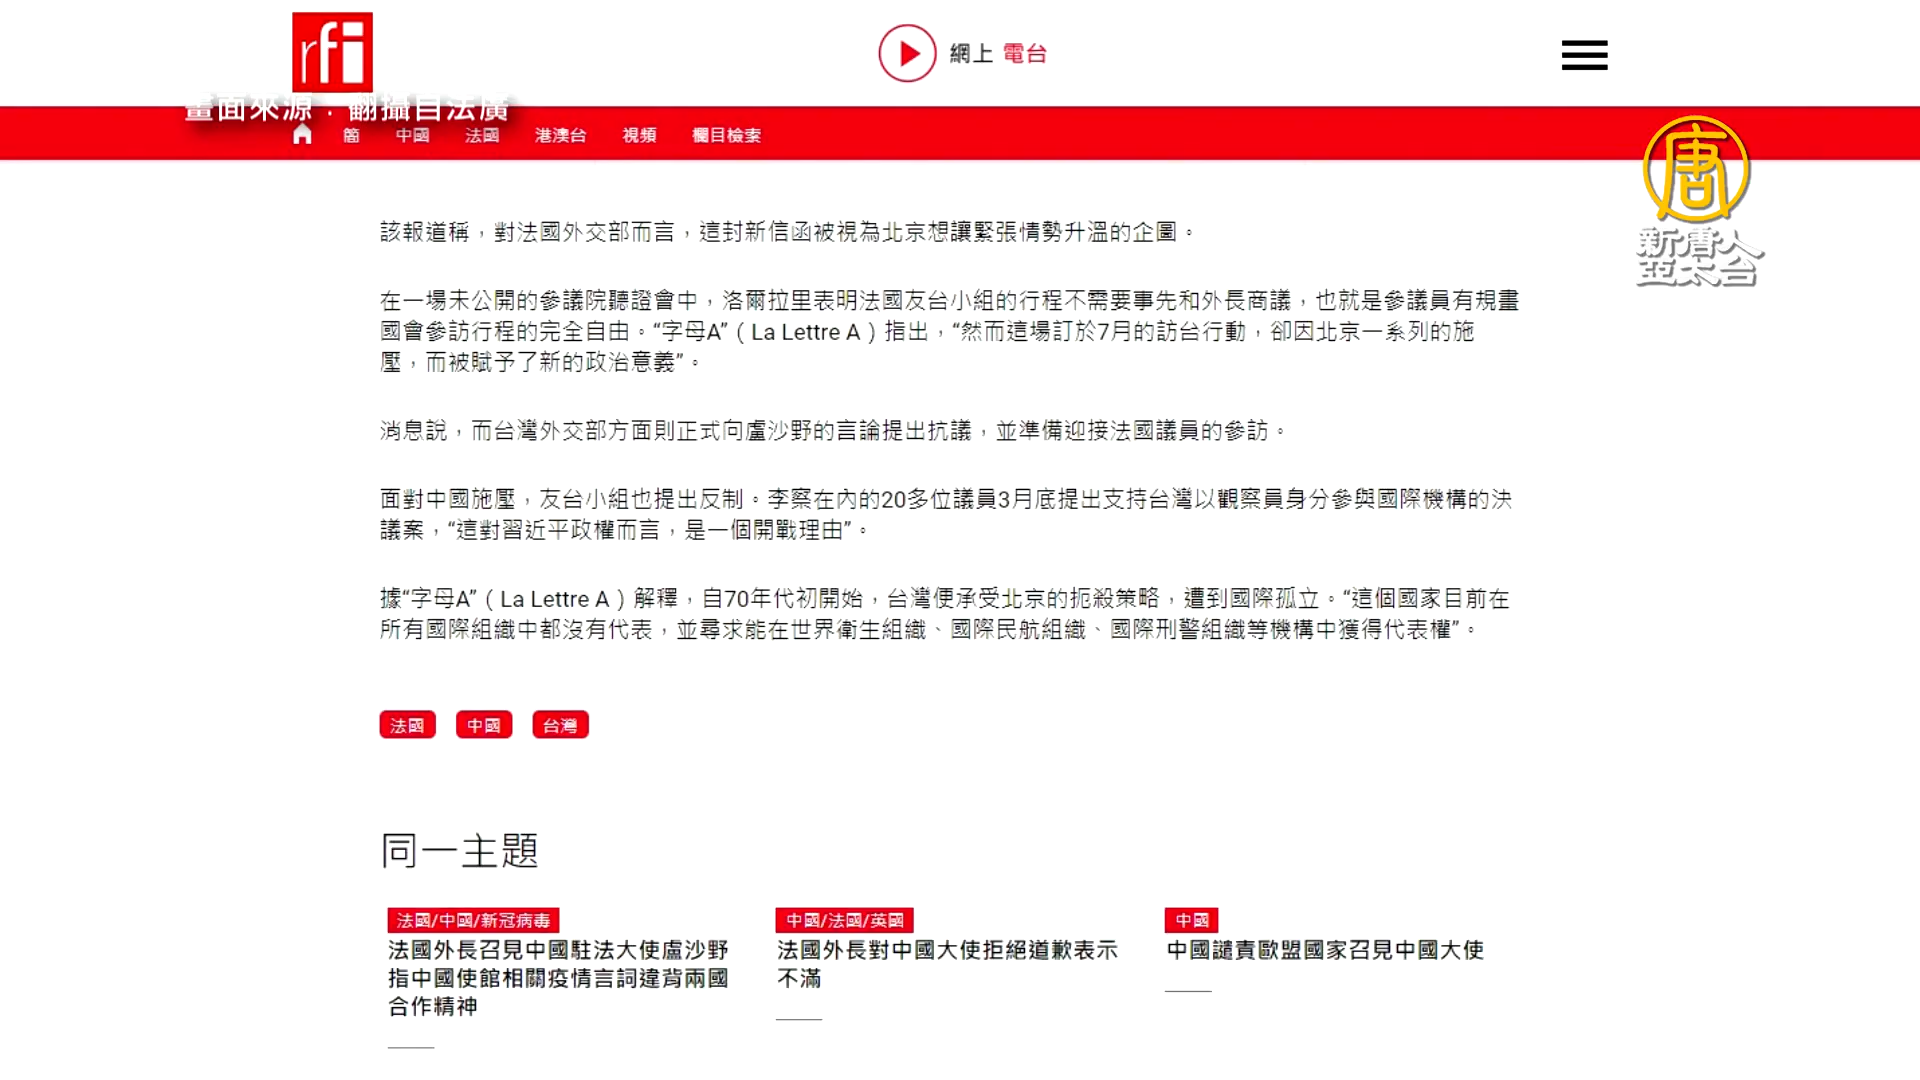 rfi
網上 電台
畫面來源：翻攝自法廣
簡 中國 法國 港澳台 視頻 欄目檢索
唐
新唐人
亞太台
該報道稱，對法國外交部而言，這封新信函被視為北京想讓緊張情勢升溫的企圖。
在一場未公開的參議院聽證會中，洛爾拉里表明法國友台小組的行程不需要事先和外長商議，也就是參議員有規畫
國會參訪行程的完全自由。“字母A”（La Lettre A）指出，“然而這場訂於7月的訪台行動，卻因北京一系列的施
壓，而被賦予了新的政治意義”。
消息說，而台灣外交部方面則正式向盧沙野的言論提出抗議，並準備迎接法國議員的參訪。
面對中國施壓，友台小組也提出反制。李察在內的20多位議員3月底提出支持台灣以觀察員身分參與國際機構的決
議案，“這對習近平政權而言，是一個開戰理由”。
據“字母A”（La Lettre A）解釋，自70年代初開始，台灣便承受北京的扼殺策略，遭到國際孤立。“這個國家目前在
所有國際組織中都沒有代表，並尋求能在世界衛生組織、國際民航組織、國際刑警組織等機構中獲得代表權”。
法國 中國 台灣
同一主題
法國/中國/新冠病毒
法國外長召見中國駐法大使盧沙野
指中國使館相關疫情言詞違背兩國
合作精神
中國/法國/英國
法國外長對中國大使拒絕道歉表示
不滿
中國
中國譴責歐盟國家召見中國大使